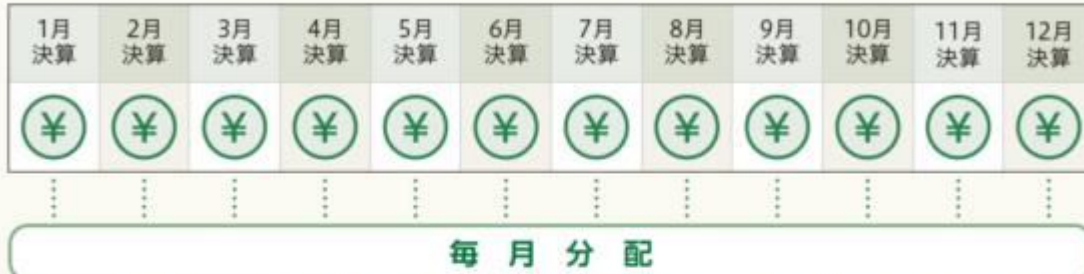 1月 2月 3月 4月 5月 6月 7月 8月 9月 10月 11月 12月
決算 決算 決算 決算 決算 決算 決算 決算 決算 決算 決算 決算
¥ ¥ ¥ ¥ ¥ ¥ ¥ ¥ ¥ ¥ ¥ ¥
毎月分配